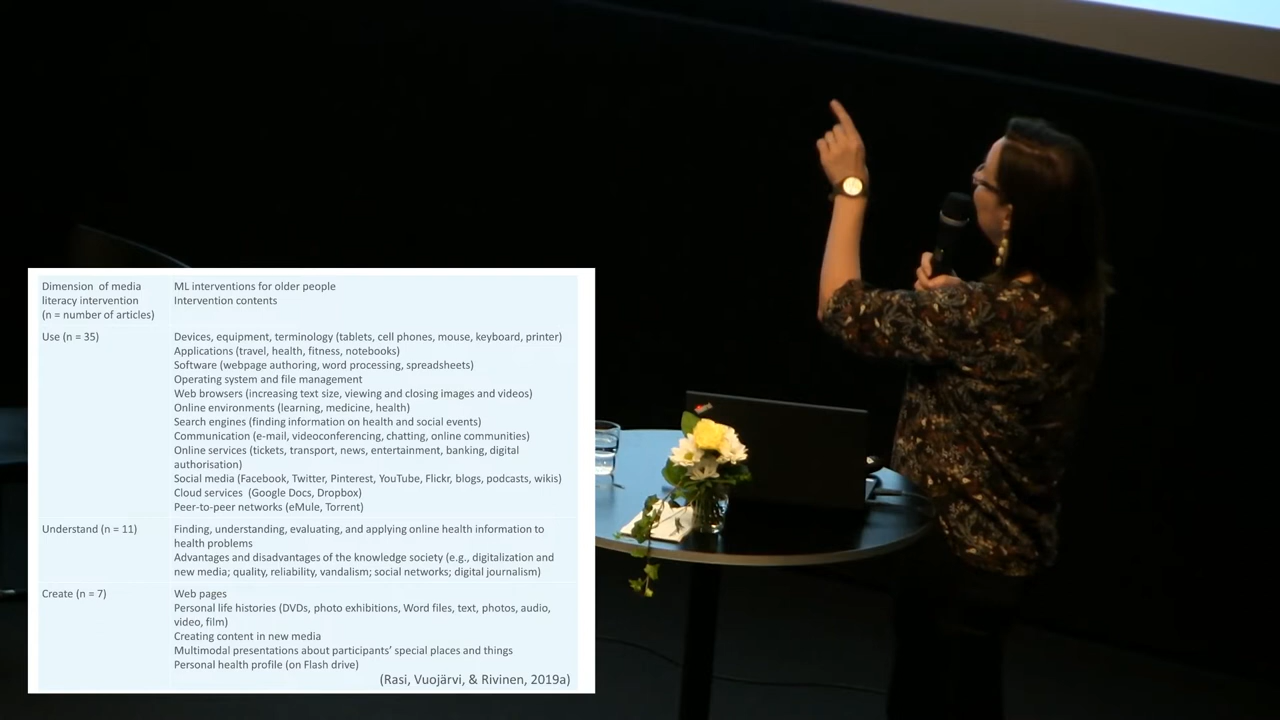 Dimension of media
literacy intervention
(n = number of articles)
ML interventions for older people
Intervention contents
Use (n = 35)
Devices, equipment, terminology (tablets, cell phones, mouse, keyboard, printer)
Applications (travel, health, fitness, notebooks)
Software (webpage authoring, word processing, spreadsheets)
Operating system and file management
Web browsers (increasing text size, viewing and closing images and videos)
Online environments (learning, medicine, health)
Search engines (finding information on health and social events)
Communication (e-mail, videoconferencing, chatting, online communities)
Online services (tickets, transport, news, entertainment, banking, digital
authorisation)
Social media (Facebook, Twitter, Pinterest, YouTube, Flickr, blogs, podcasts, wikis)
Cloud services (Google Docs, Dropbox)
Peer-to-peer networks (eMule, Torrent)
Understand (n = 11)
Finding, understanding, evaluating, and applying online health information to
health problems
Advantages and disadvantages of the knowledge society (e.g., digitalization and
new media; quality, reliability, vandalism; social networks; digital journalism)
Create (n = 7)
Web pages
Personal life histories (DVDs, photo exhibitions, Word files, text, photos, audio,
video, film)
Creating content in new media
Multimodal presentations about participants' special places and things
Personal health profile (on Flash drive)
(Rasi, Vuojärvi, & Rivinen, 2019a)